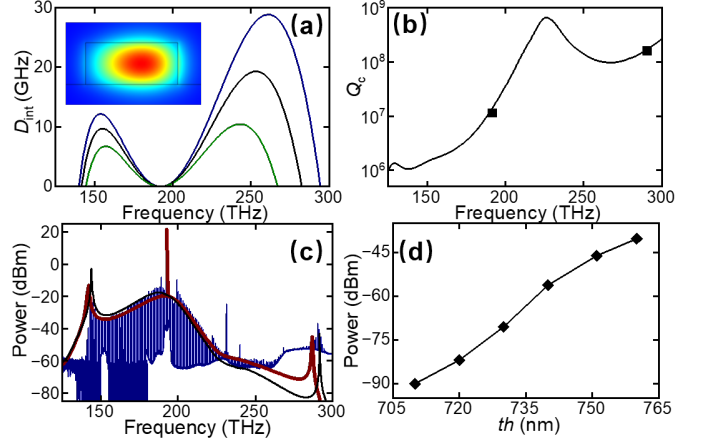 (a)
30
20
10
0
D_int (GHz)
150 200 250 300
Frequency (THz)
(b)
10⁹
10⁸
10⁷
10⁶
Q_c
150 200 250 300
Frequency (THz)
(c)
20
0
−20
−40
−60
−80
Power (dBm)
150 200 250 300
Frequency (THz)
(d)
−45
−60
−75
−90
Power (dBm)
705 720 735 750 765
th (nm)